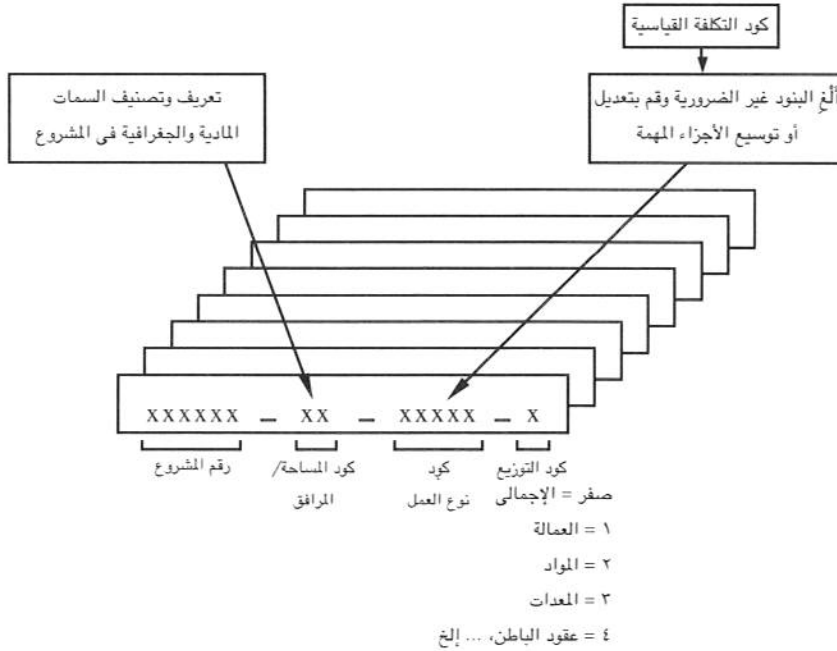 كود التكلفة القياسية
ألْغِ البنود غير الضرورية وقم بتعديل
أو توسيع الأجزاء المهمة
تعريف وتصنيف السمات
المادية والجغرافية فى المشروع
XXXXXX – XX – XXXXX – X
رقم المشروع
كود المساحة/
المرافق
كود
نوع العمل
كود التوزيع
صفر = الإجمالى
١ = العمالة
٢ = المواد
٣ = المعدات
٤ = عقود الباطن، ... إلخ